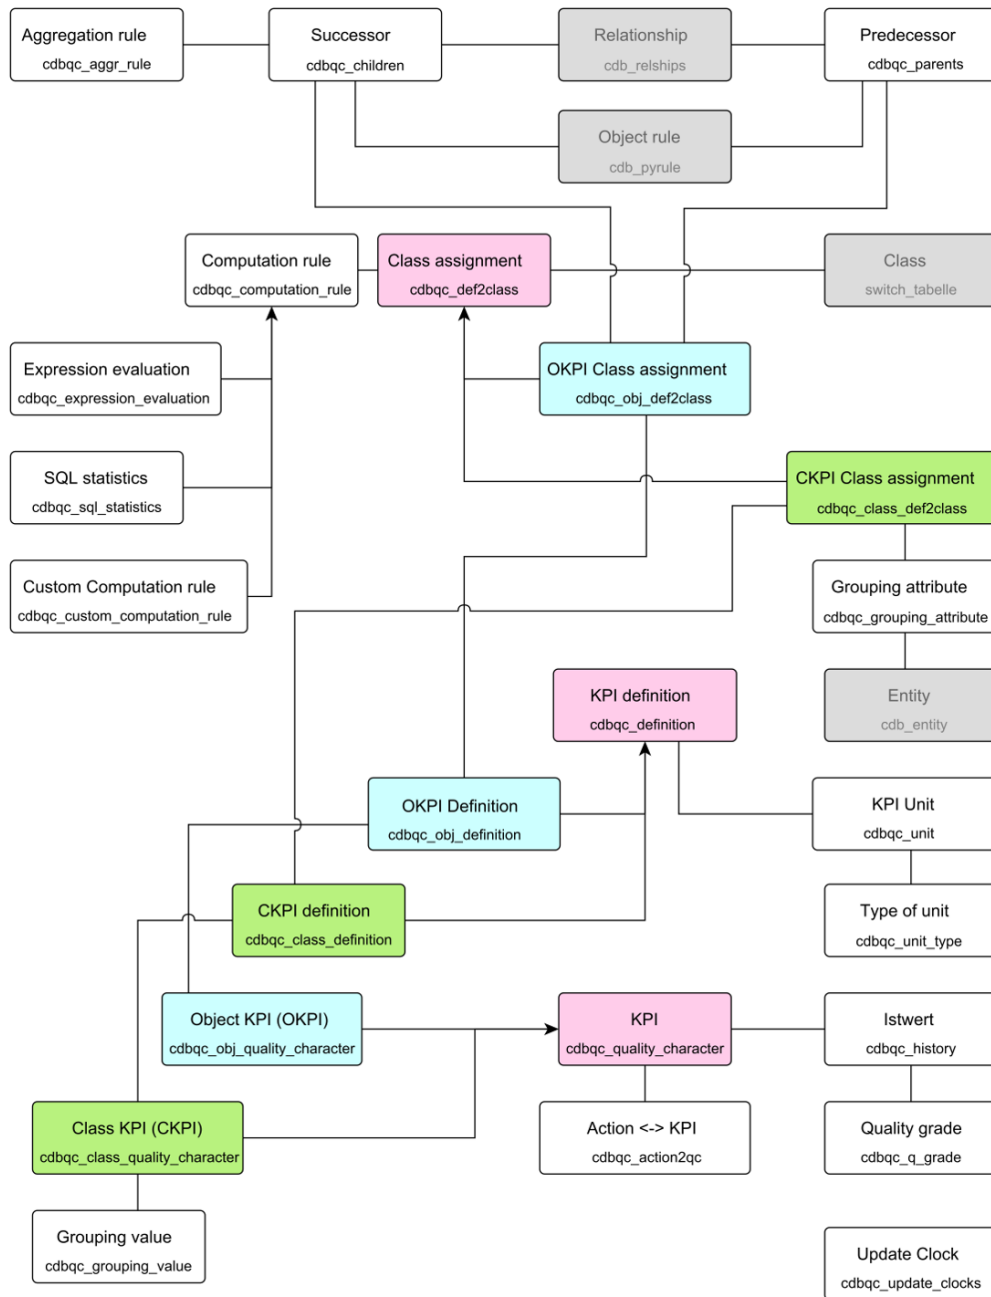 Aggregation rule
cdbqc_aggr_rule
Successor
cdbqc_children
Relationship
cdb_relships
Predecessor
cdbqc_parents
Object rule
cdb_pyrule
Computation rule
cdbqc_computation_rule
Class assignment
cdbqc_def2class
Class
switch_tabelle
Expression evaluation
cdbqc_expression_evaluation
OKPI Class assignment
cdbqc_obj_def2class
SQL statistics
cdbqc_sql_statistics
CKPI Class assignment
cdbqc_class_def2class
Custom Computation rule
cdbqc_custom_computation_rule
Grouping attribute
cdbqc_grouping_attribute
KPI definition
cdbqc_definition
Entity
cdb_entity
OKPI Definition
cdbqc_obj_definition
KPI Unit
cdbqc_unit
CKPI definition
cdbqc_class_definition
Type of unit
cdbqc_unit_type
Object KPI (OKPI)
cdbqc_obj_quality_character
KPI
cdbqc_quality_character
Istwert
cdbqc_history
Class KPI (CKPI)
cdbqc_class_quality_character
Action <-> KPI
cdbqc_action2qc
Quality grade
cdbqc_q_grade
Grouping value
cdbqc_grouping_value
Update Clock
cdbqc_update_clocks